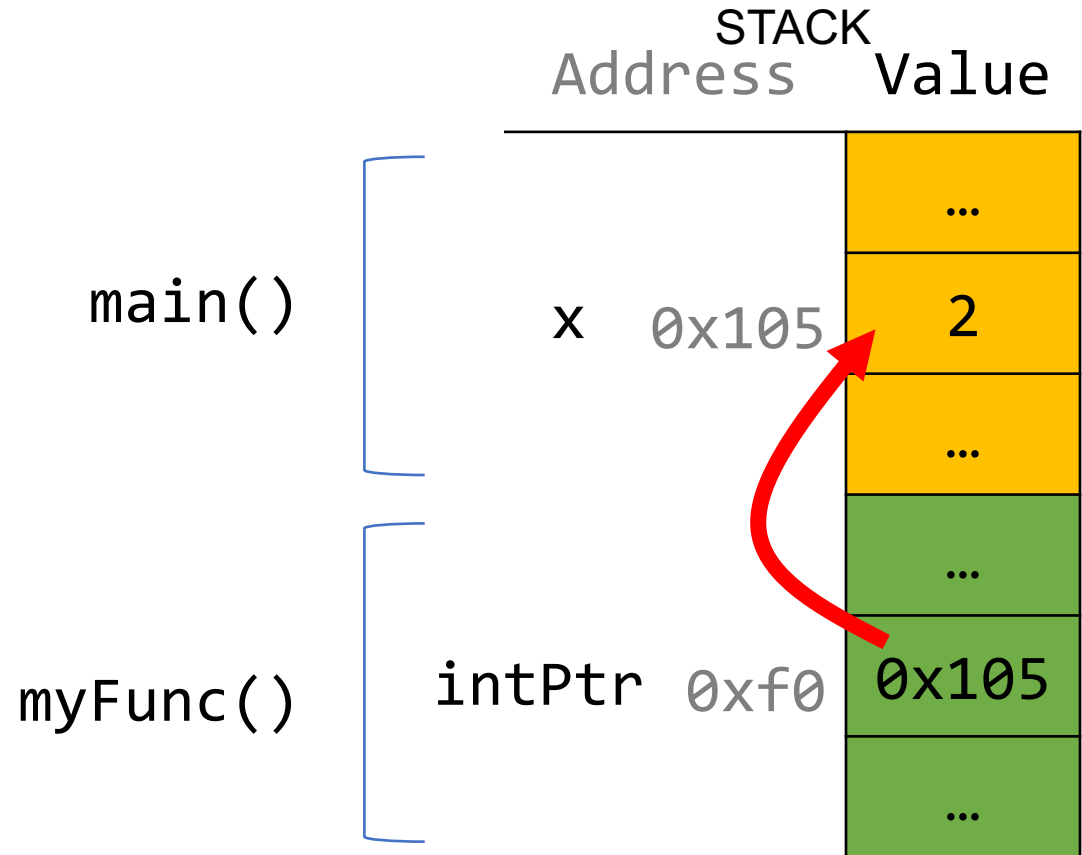 STACK
Address Value
…
main() x 0x105 2
…
…
myFunc() intPtr 0xf0 0x105
…